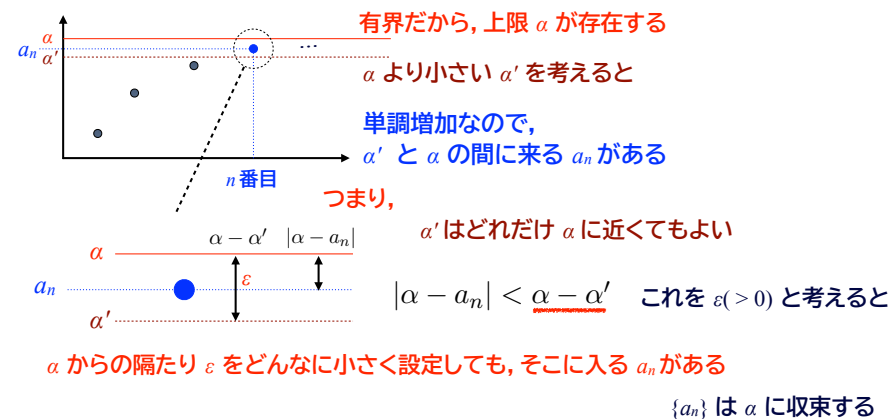 有界だから, 上限 α が存在する
α
aₙ
α′
…
α より小さい α′ を考えると
単調増加なので,
α′ と α の間に来る aₙ がある
n 番目
つまり,
α′ はどれだけ α に近くてもよい
α − α′
|α − aₙ|
α
ε
aₙ
α′
|α − aₙ| < α − α′
これを ε( > 0) と考えると
α からの隔たり ε をどんなに小さく設定しても, そこに入る aₙ がある
{aₙ} は α に収束する